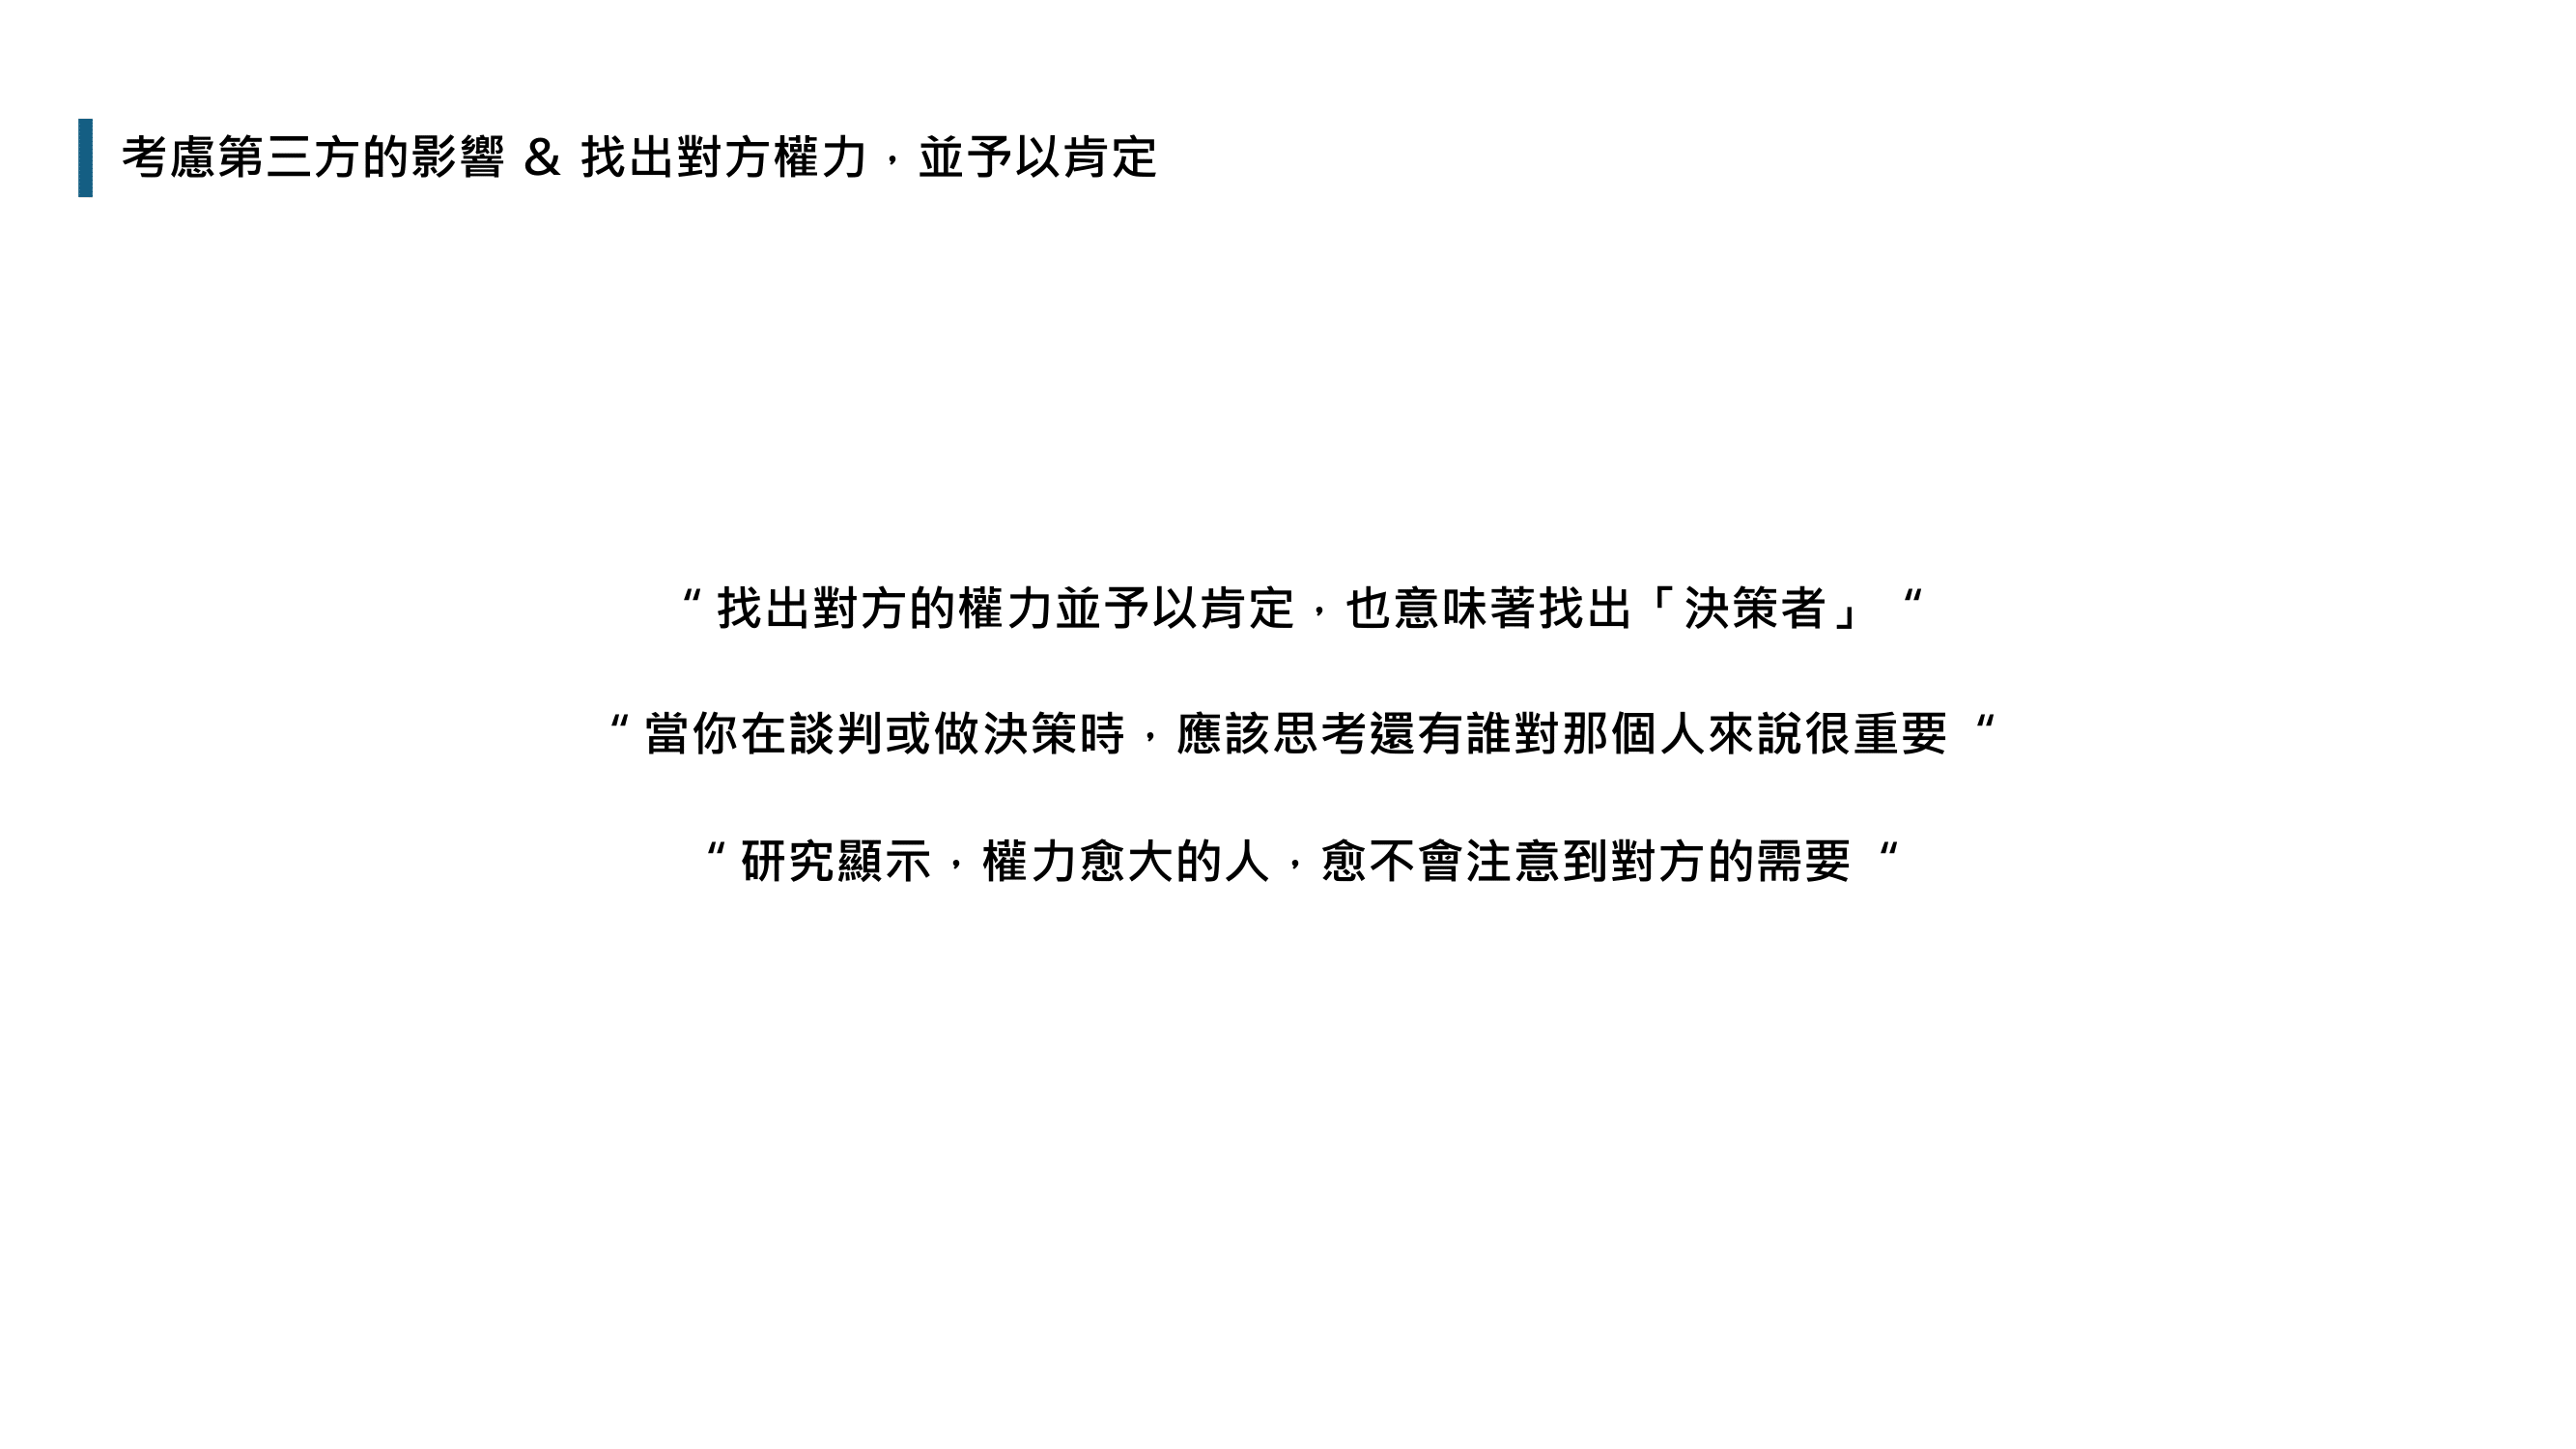 考慮第三方的影響 & 找出對方權力，並予以肯定
“ 找出對方的權力並予以肯定，也意味著找出「決策者」 “
“ 當你在談判或做決策時，應該思考還有誰對那個人來說很重要 “
“ 研究顯示，權力愈大的人，愈不會注意到對方的需要 “